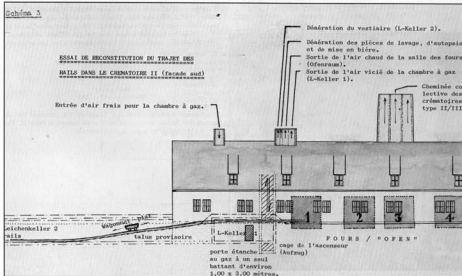 Schéma 3
ESSAI DE RECONSTITUTION DU TRAJET DES
RAILS DANS LE CREMATOIRE II (façade sud)
Entrée d'air frais pour la chambre à gaz.
Désération du vestiaire (L-Keller 2).
Désération des pièces de lavage, d'autopsie
et de mise en bière.
Sortie de l'air chaud de la salle des fours
(Ofenraum).
Sortie de l'air vicié de la chambre à gaz
(L-Keller 1).
Cheminée co
lective des
crématoires
type II/III
Wagonnet-plat
talus provisoire
Leichenkeller 2
rails
L-Keller 1
1
2
3
4
FOURS / "OFEN"
cage de l'ascenseur
(Aufzug)
porte étanche
au gaz à un seul
battant d'environ
1,00 x 2,00 mètres.